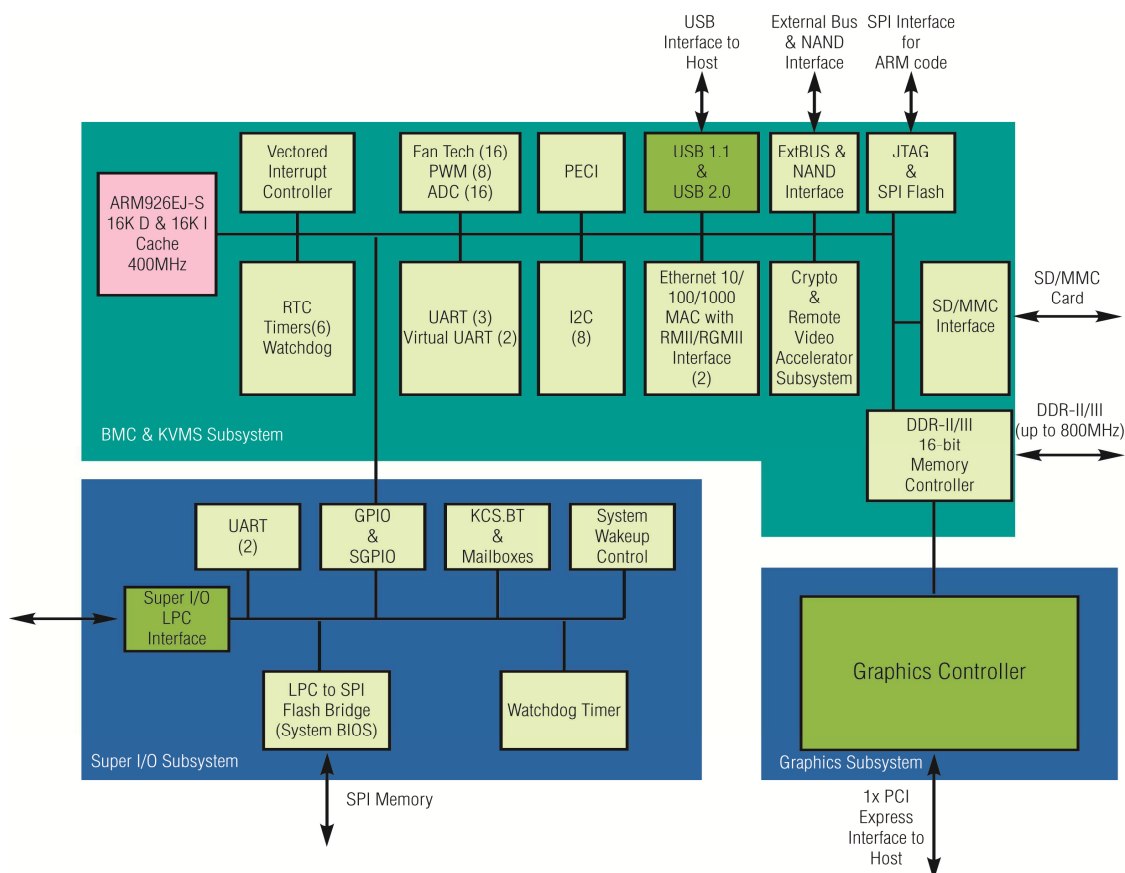 USB
Interface to
Host
External Bus
& NAND
Interface
SPI Interface
for
ARM code
Vectored
Interrupt
Controller
Fan Tech (16)
PWM (8)
ADC (16)
PECI
USB 1.1
&
USB 2.0
ExtBUS &
NAND
Interface
JTAG
&
SPI Flash
ARM926EJ-S
16K D & 16K I
Cache
400MHz
RTC
Timers(6)
Watchdog
UART (3)
Virtual UART (2)
I2C
(8)
Ethernet 10/
100/1000
MAC with
RMII/RGMII
Interface
(2)
Crypto
&
Remote
Video
Accelerator
Subsystem
SD/MMC
Interface
SD/MMC
Card
BMC & KVMS Subsystem
DDR-II/III
16-bit
Memory
Controller
DDR-II/III
(up to 800MHz)
UART
(2)
GPIO
&
SGPIO
KCS.BT
&
Mailboxes
System
Wakeup
Control
Super I/O
LPC
Interface
LPC to SPI
Flash Bridge
(System BIOS)
Watchdog Timer
Super I/O Subsystem
SPI Memory
Graphics Controller
Graphics Subsystem
1x PCI
Express
Interface to
Host